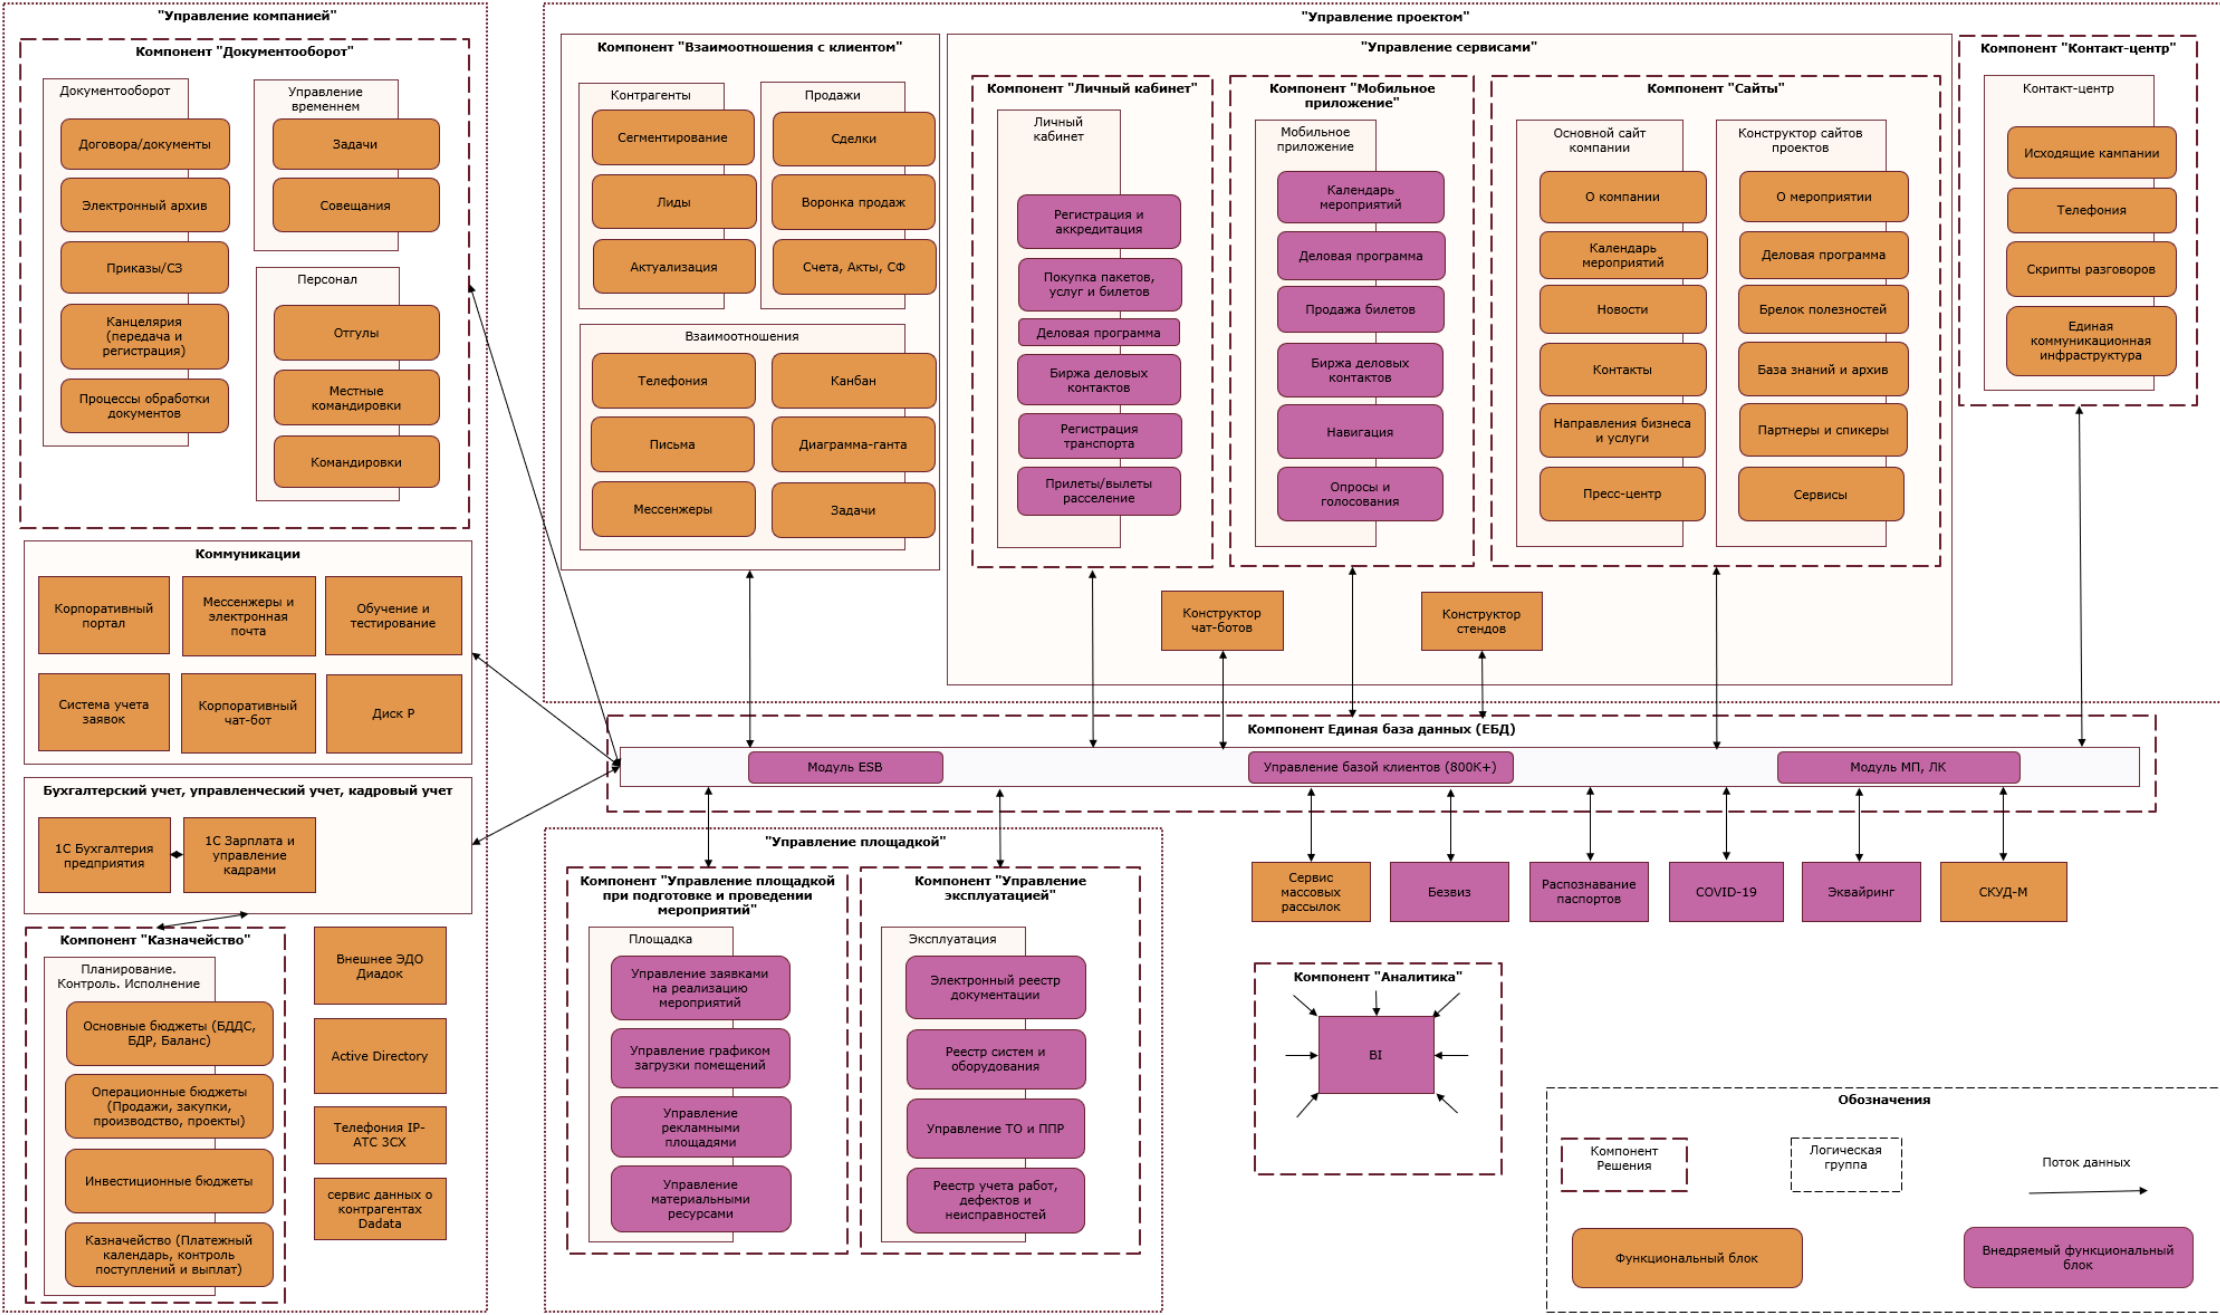 "Управление компанией"
Компонент "Документооборот"
Документооборот
Договора/документы
Электронный архив
Приказы/СЗ
Канцелярия
(передача и
регистрация)
Процессы обработки
документов
Управление
временнем
Задачи
Совещания
Персонал
Отгулы
Местные
командировки
Командировки
Коммуникации
Корпоративный
портал
Мессенжеры и
электронная
почта
Обучение и
тестирование
Система учета
заявок
Корпоративный
чат-бот
Диск P
Бухгалтерский учет, управленческий учет, кадровый учет
1С Бухгалтерия
предприятия
1С Зарплата и
управление
кадрами
Компонент "Казначейство"
Планирование.
Контроль. Исполнение
Основные бюджеты (БДДС,
БДР, Баланс)
Операционные бюджеты
(Продажи, закупки,
производство, проекты)
Инвестиционные бюджеты
Казначейство (Платежный
календарь, контроль
поступлений и выплат)
Внешнее ЭДО
Диадок
Active Directory
Телефония IP-
АТС 3CX
сервис данных о
контрагентах
Dadata
"Управление проектом"
Компонент "Взаимоотношения с клиентом"
Контрагенты
Сегментирование
Лиды
Актуализация
Продажи
Сделки
Воронка продаж
Счета, Акты, СФ
Взаимоотношения
Телефония
Канбан
Письма
Диаграмма-ганта
Мессенжеры
Задачи
"Управление сервисами"
Компонент "Личный кабинет"
Личный
кабинет
Регистрация и
аккредитация
Покупка пакетов,
услуг и билетов
Деловая программа
Биржа деловых
контактов
Регистрация
транспорта
Прилеты/вылеты
расселение
Компонент "Мобильное
приложение"
Мобильное
приложение
Календарь
мероприятий
Деловая программа
Продажа билетов
Биржа деловых
контактов
Навигация
Опросы и
голосования
Компонент "Сайты"
Основной сайт
компании
О компании
Календарь
мероприятий
Новости
Контакты
Направления бизнеса
и услуги
Пресс-центр
Конструктор сайтов
проектов
О мероприятии
Деловая программа
Брелок полезностей
База знаний и архив
Партнеры и спикеры
Сервисы
Конструктор
чат-ботов
Конструктор
стендов
Компонент "Контакт-центр"
Контакт-центр
Исходящие кампании
Телефония
Скрипты разговоров
Единая
коммуникационная
инфраструктура
Компонент Единая база данных (ЕБД)
Модуль ESB
Управление базой клиентов (800К+)
Модуль МП, ЛК
"Управление площадкой"
Компонент "Управление площадкой
при подготовке и проведении
мероприятий"
Площадка
Управление заявками
на реализацию
мероприятий
Управление графиком
загрузки помещений
Управление
рекламными
площадями
Управление
материальными
ресурсами
Компонент "Управление
эксплуатацией"
Эксплуатация
Электронный реестр
документации
Реестр систем и
оборудования
Управление ТО и ППР
Реестр учета работ,
дефектов и
неисправностей
Сервис
массовых
рассылок
Безвиз
Распознавание
паспортов
COVID-19
Эквайринг
СКУД-М
Компонент "Аналитика"
BI
Обозначения
Компонент
Решения
Логическая
группа
Поток данных
Функциональный блок
Внедряемый функциональный
блок